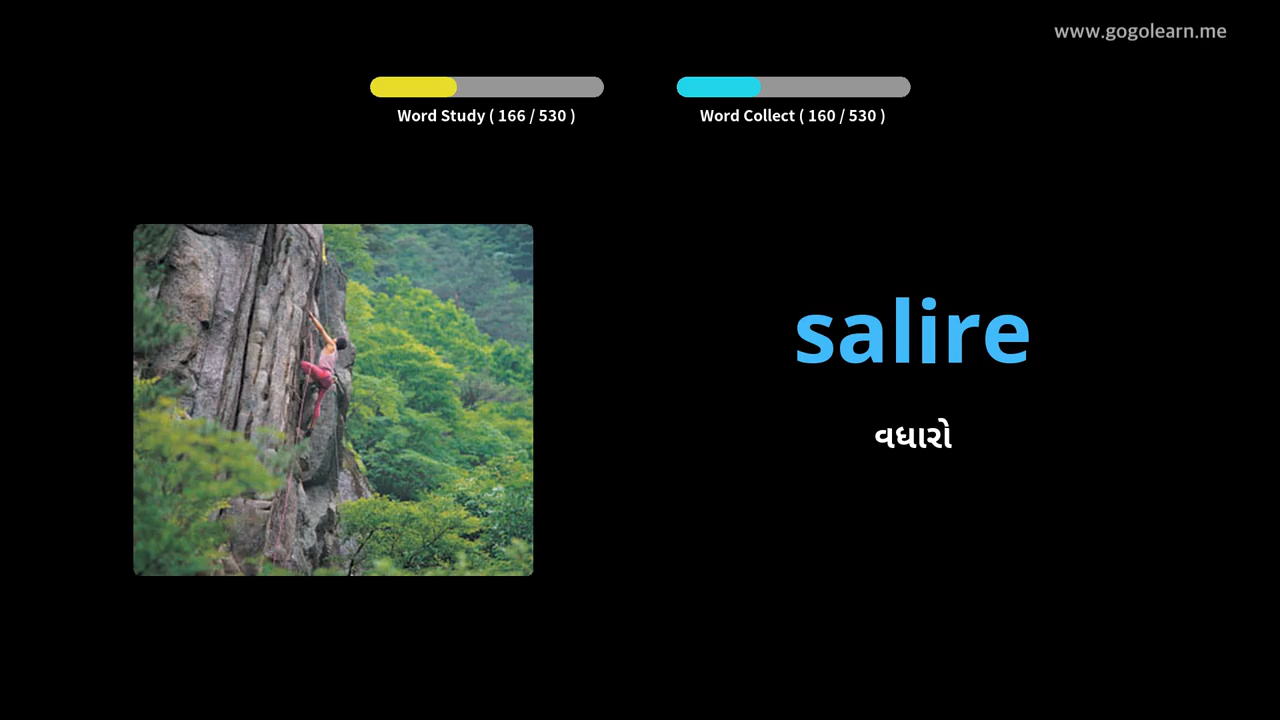 www.gogolearn.me
Word Study ( 166 / 530 )
Word Collect ( 160 / 530 )
salire
વધારો